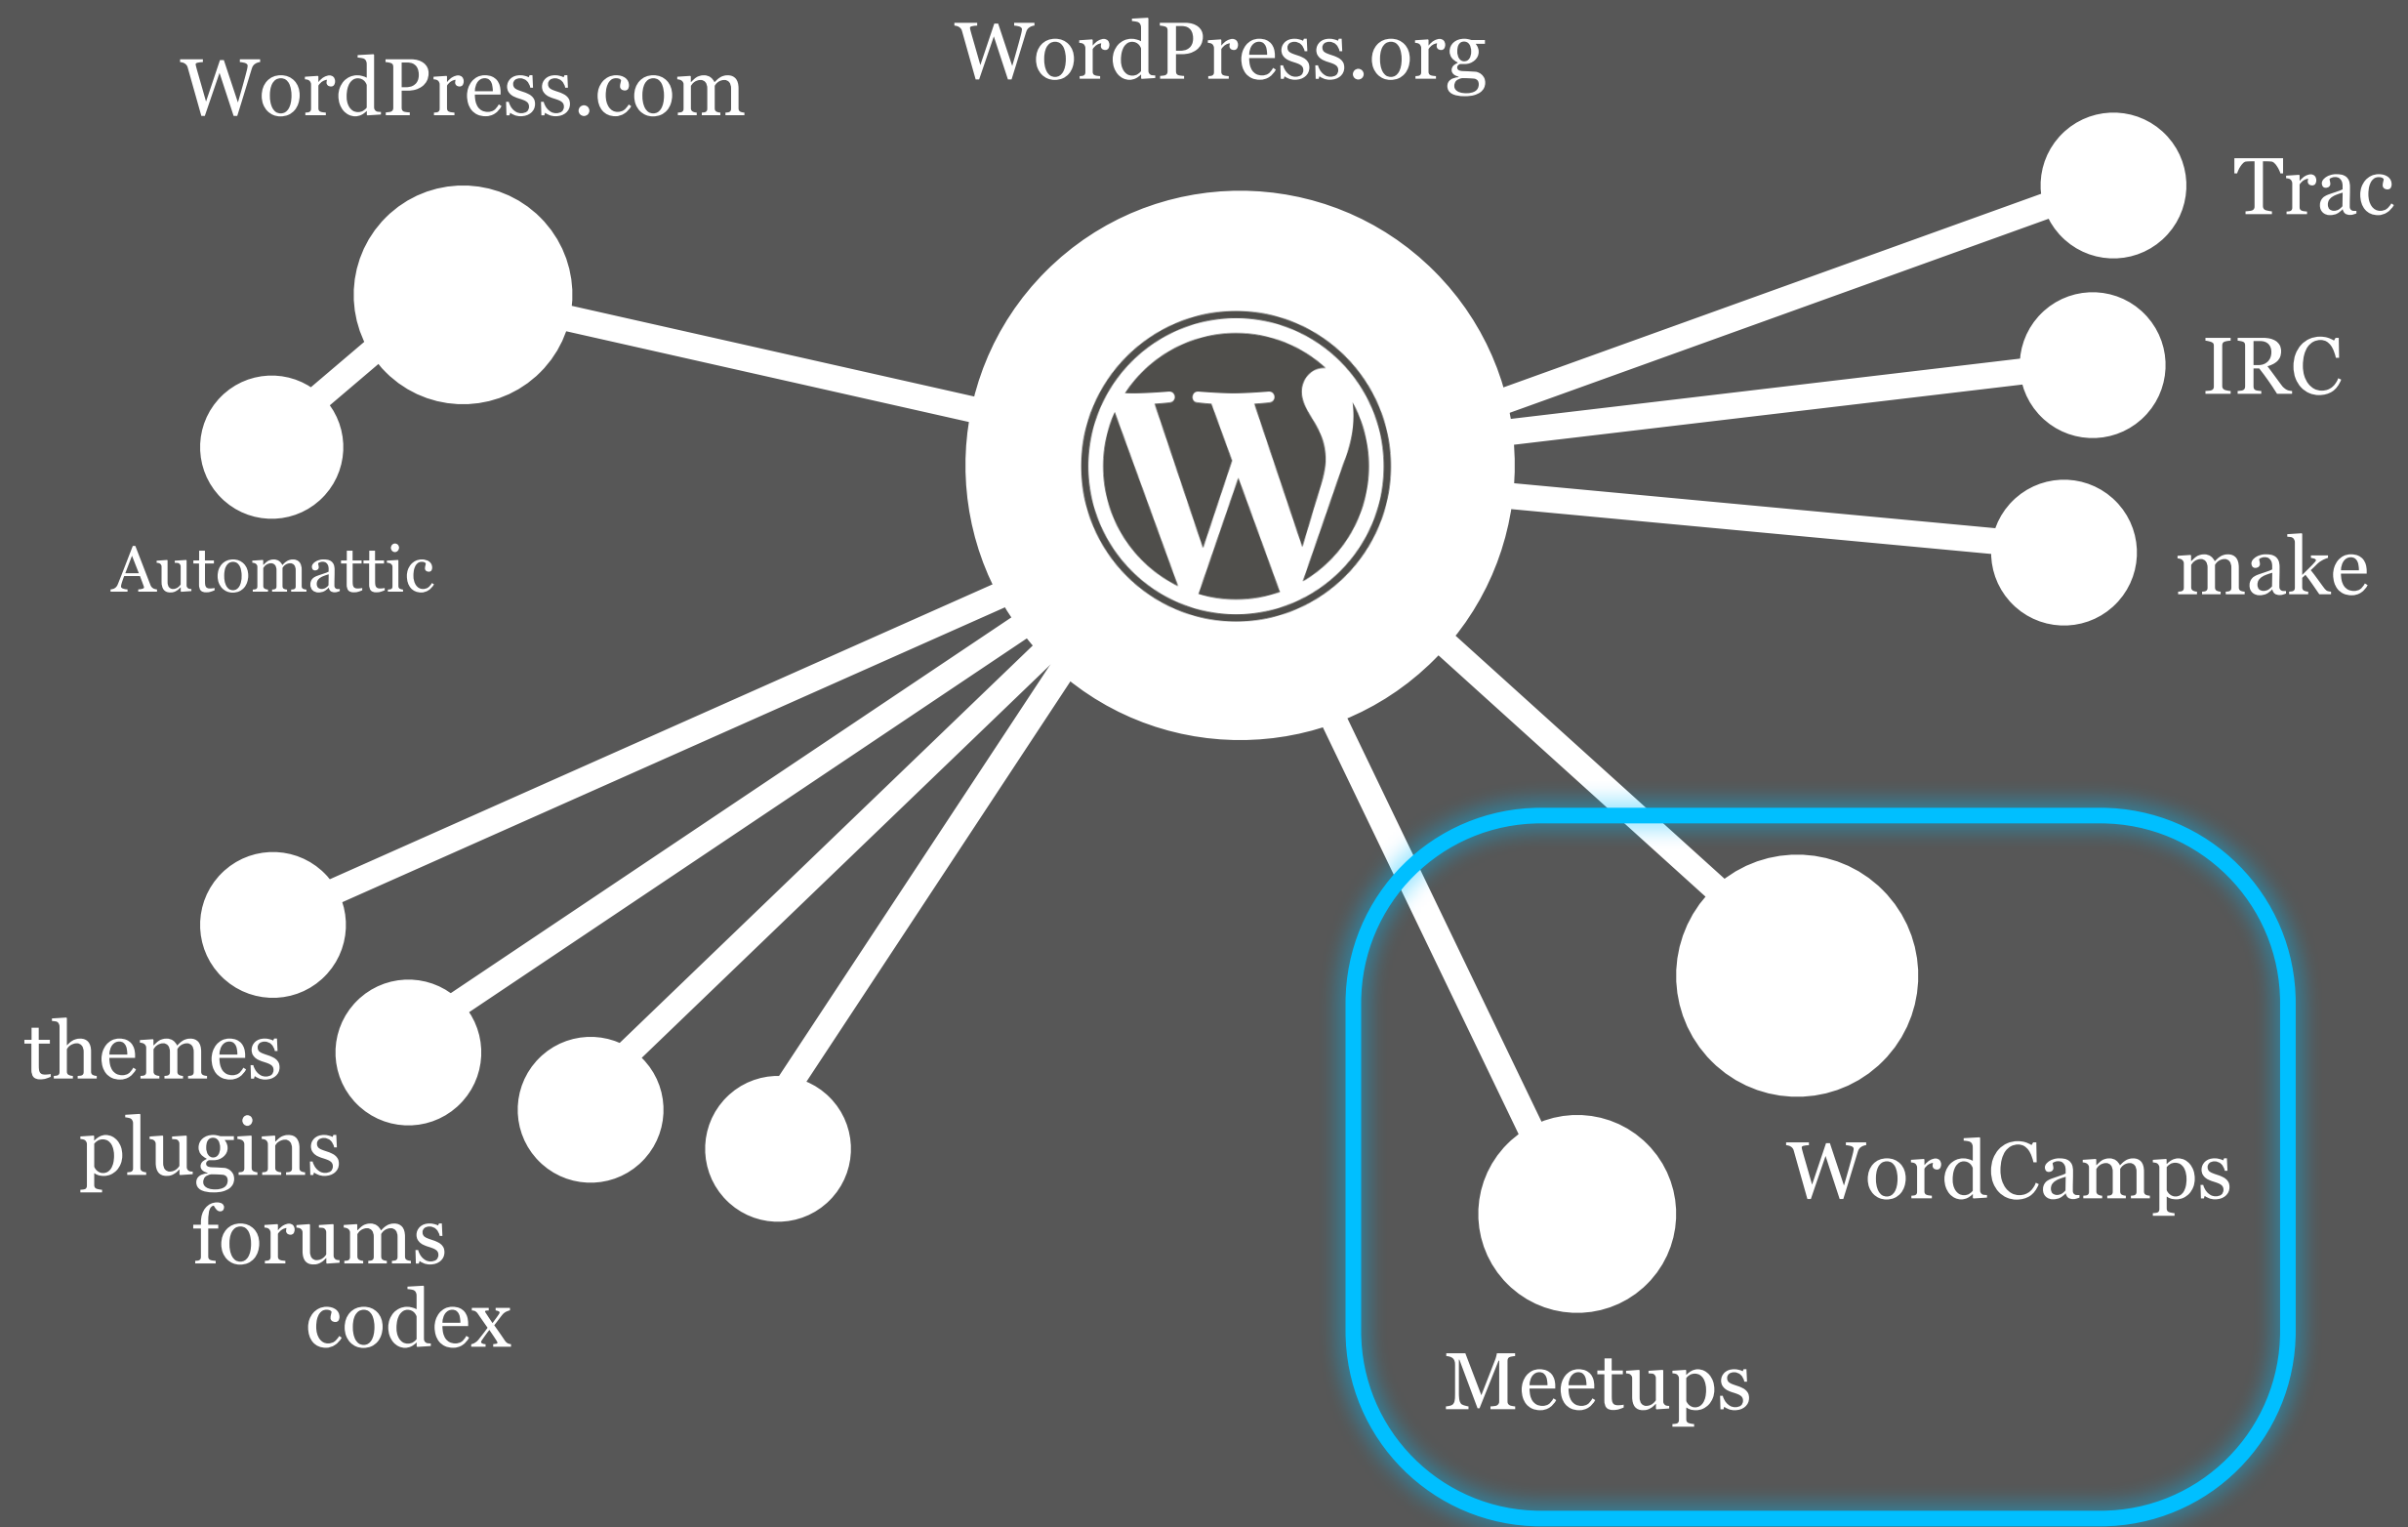 WordPress.com
WordPress.org
Trac
IRC
make
Automattic
themes
plugins
forums
codex
WordCamps
Meetups